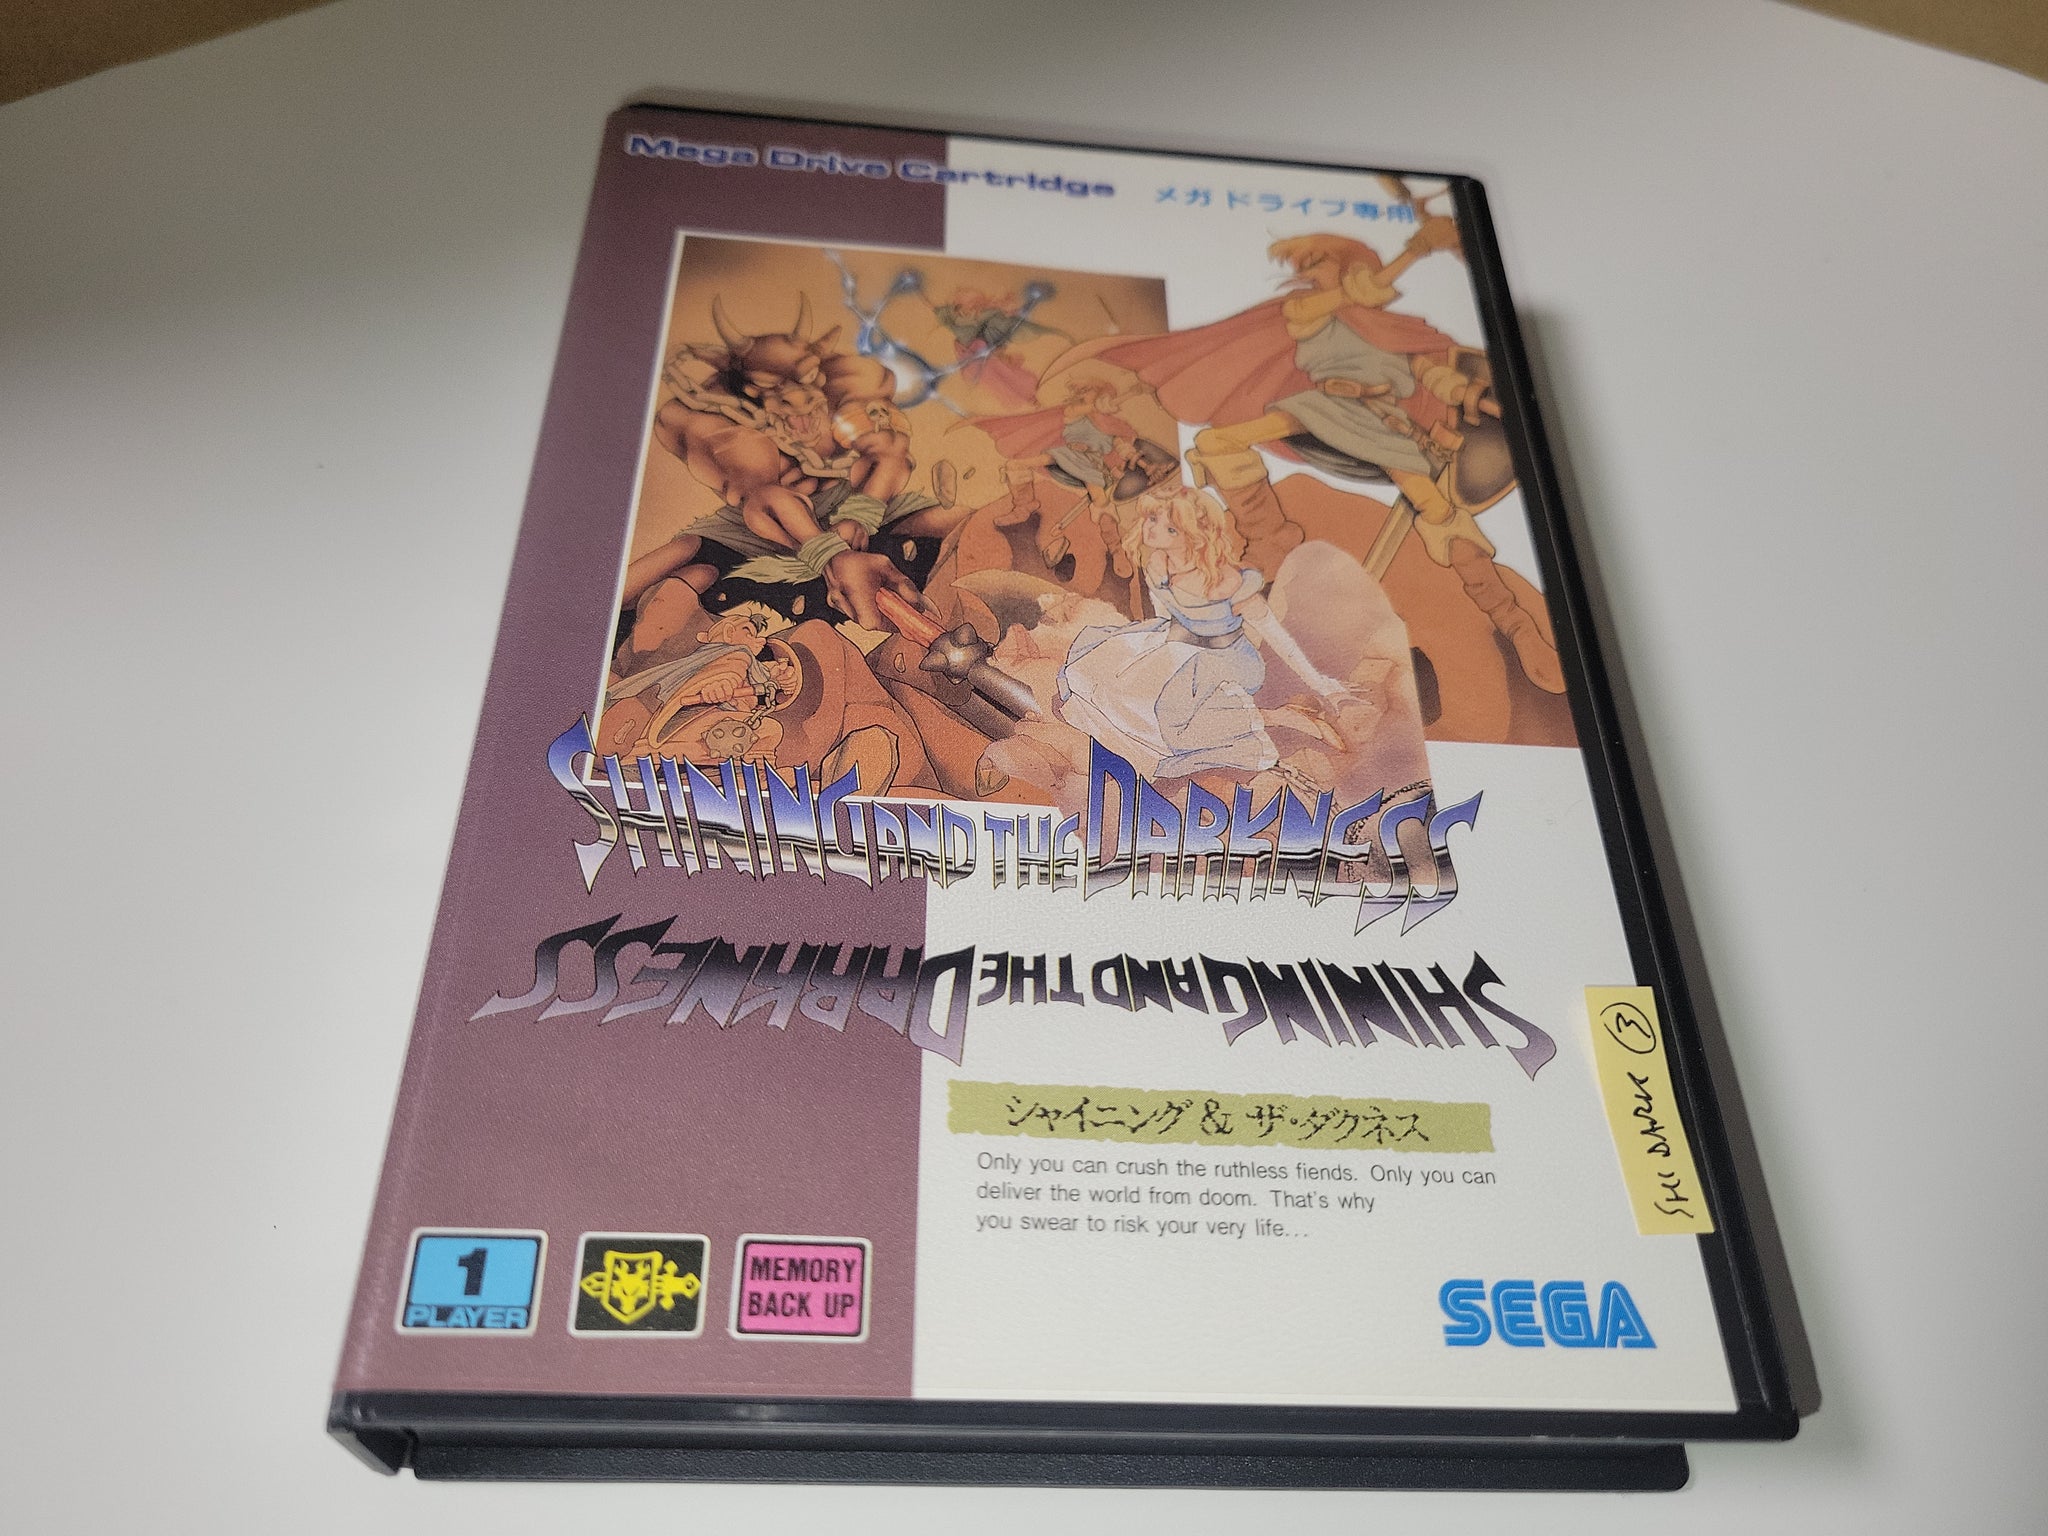 Mega Drive Cartridge メガドライブ専用
SHINING AND THE DARKNESS
SHINING AND THE DARKNESS
シャイニング&ザ・ダクネス
Only you can crush the ruthless fiends. Only you can
deliver the world from doom. That's why
you swear to risk your very life...
SHI DARK 3
1
PLAYER
MEMORY
BACK UP
SEGA